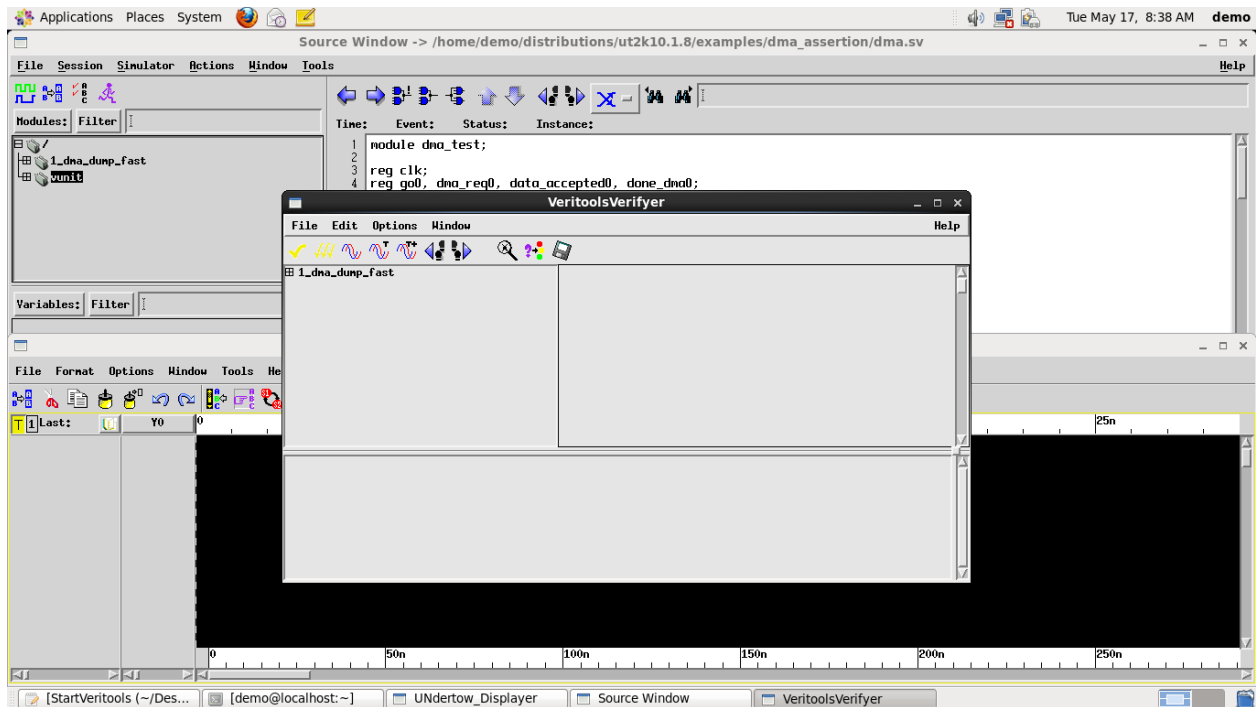 Applications Places System Tue May 17, 8:38 AM demo
Source Window -> /home/demo/distributions/ut2k10.1.8/examples/dma_assertion/dma.sv
File Session Simulator Actions Window Tools Help
Modules: Filter
Time: Event: Status: Instance:
/
1_dma_dump_fast
vunit
1 module dma_test;
2
3 reg clk;
4 reg go0, dma_req0, data_accepted0, done_dma0;
VeritoolsVerifyer
File Edit Options Window Help
1_dma_dump_fast
Variables: Filter
File Format Options Window Tools He
T 1 Last: Y0 0 25n
0 50n 100n 150n 200n 250n
[StartVeritools (~/Des... [demo@localhost:~] UNdertow_Displayer Source Window VeritoolsVerifyer